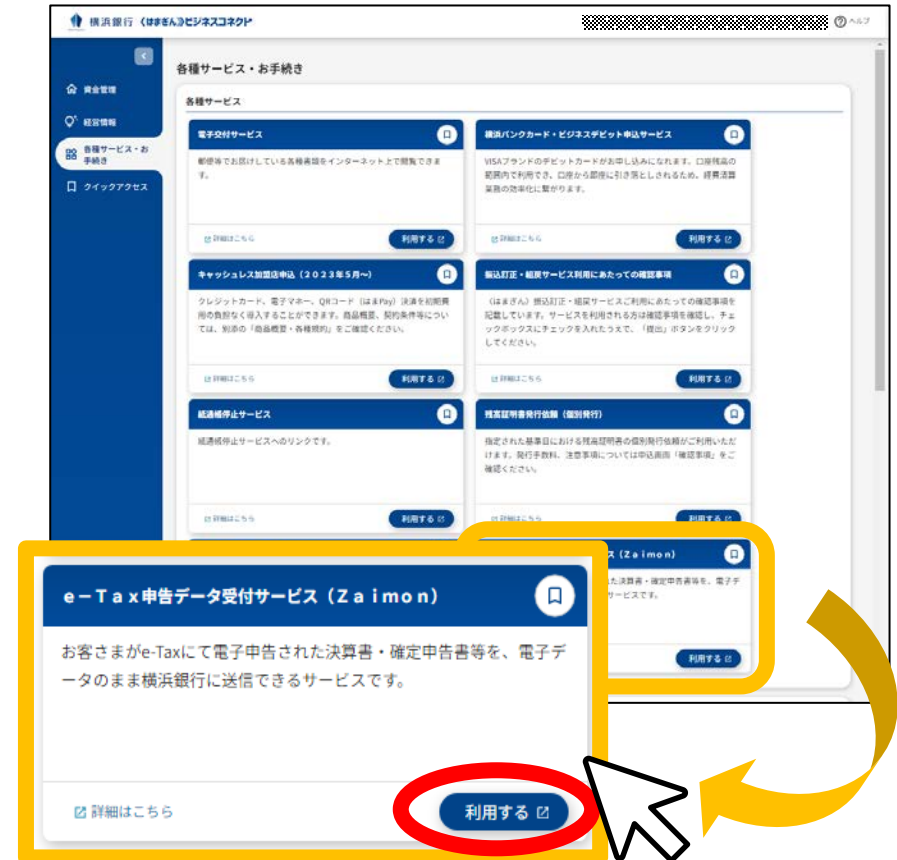 横浜銀行 〈はまぎん〉ビジネスコネクト
ヘルプ
資金管理
経営情報
各種サービス・お
手続き
クイックアクセス
各種サービス・お手続き
各種サービス
電子交付サービス
郵便等でお届けしている各種書類をインターネット上で閲覧できま
す。
詳細はこちら
利用する
横浜バンクカード・ビジネスデビット申込サービス
VISAブランドのデビットカードがお申し込みになれます。口座残高の
範囲内で利用でき、口座から即座に引き落としされるため、経費清算
業務の効率化に繋がります。
詳細はこちら
利用する
キャッシュレス加盟店申込（２０２３年５月〜）
クレジットカード、電子マネー、QRコード（はまPay）決済を初期費
用の負担なく導入することができます。商品概要、契約条件等につい
ては、別添の「商品概要・各種規約」をご確認ください。
詳細はこちら
利用する
振込訂正・組戻サービス利用にあたっての確認事項
〈はまぎん〉振込訂正・組戻サービスご利用にあたっての確認事項を
記載しています。サービスを利用される方は確認事項を確認し、チェ
ックボックスにチェックを入れたうえで、「提出」ボタンをクリック
してください。
詳細はこちら
利用する
紙通帳停止サービス
紙通帳停止サービスへのリンクです。
詳細はこちら
利用する
残高証明書発行依頼（個別発行）
指定された基準日における残高証明書の個別発行依頼がご利用いただ
けます。発行手数料、注意事項については申込画面「確認事項」をご
確認ください。
詳細はこちら
利用する
ス（Ｚａｉｍｏｎ）
た決算書・確定申告書等を、電子デ
サービスです。
利用する
ｅ－Ｔａｘ申告データ受付サービス（Ｚａｉｍｏｎ）
お客さまがe-Taxにて電子申告された決算書・確定申告書等を、電子デ
ータのまま横浜銀行に送信できるサービスです。
詳細はこちら
利用する